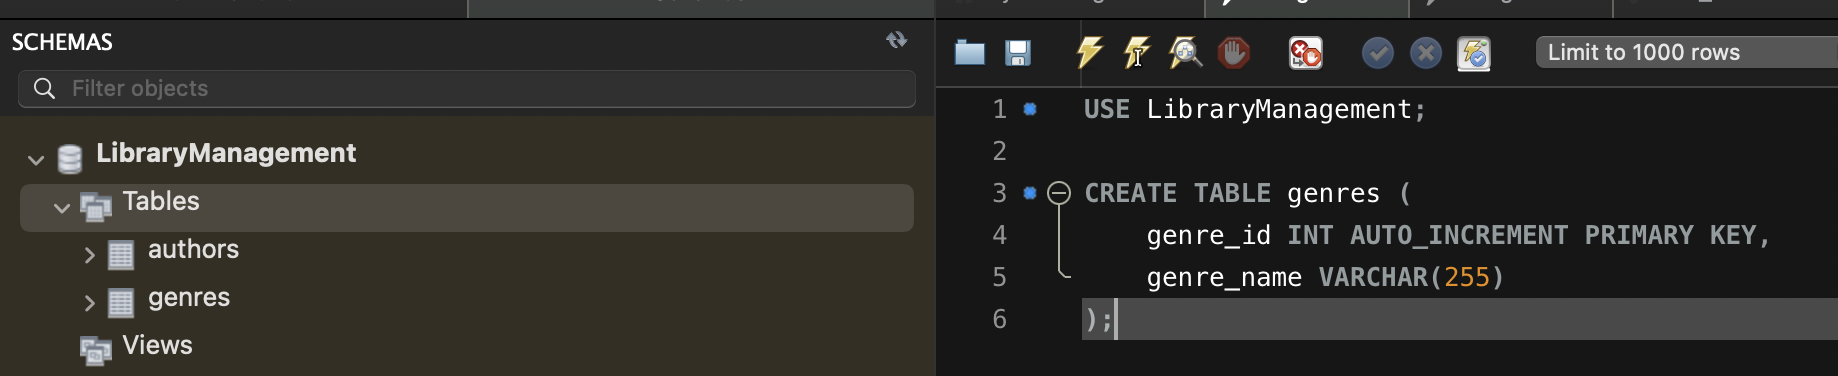 SCHEMAS
Filter objects
LibraryManagement
Tables
authors
genres
Views
Limit to 1000 rows
1 USE LibraryManagement;
2
3 CREATE TABLE genres (
4 genre_id INT AUTO_INCREMENT PRIMARY KEY,
5 genre_name VARCHAR(255)
6 );